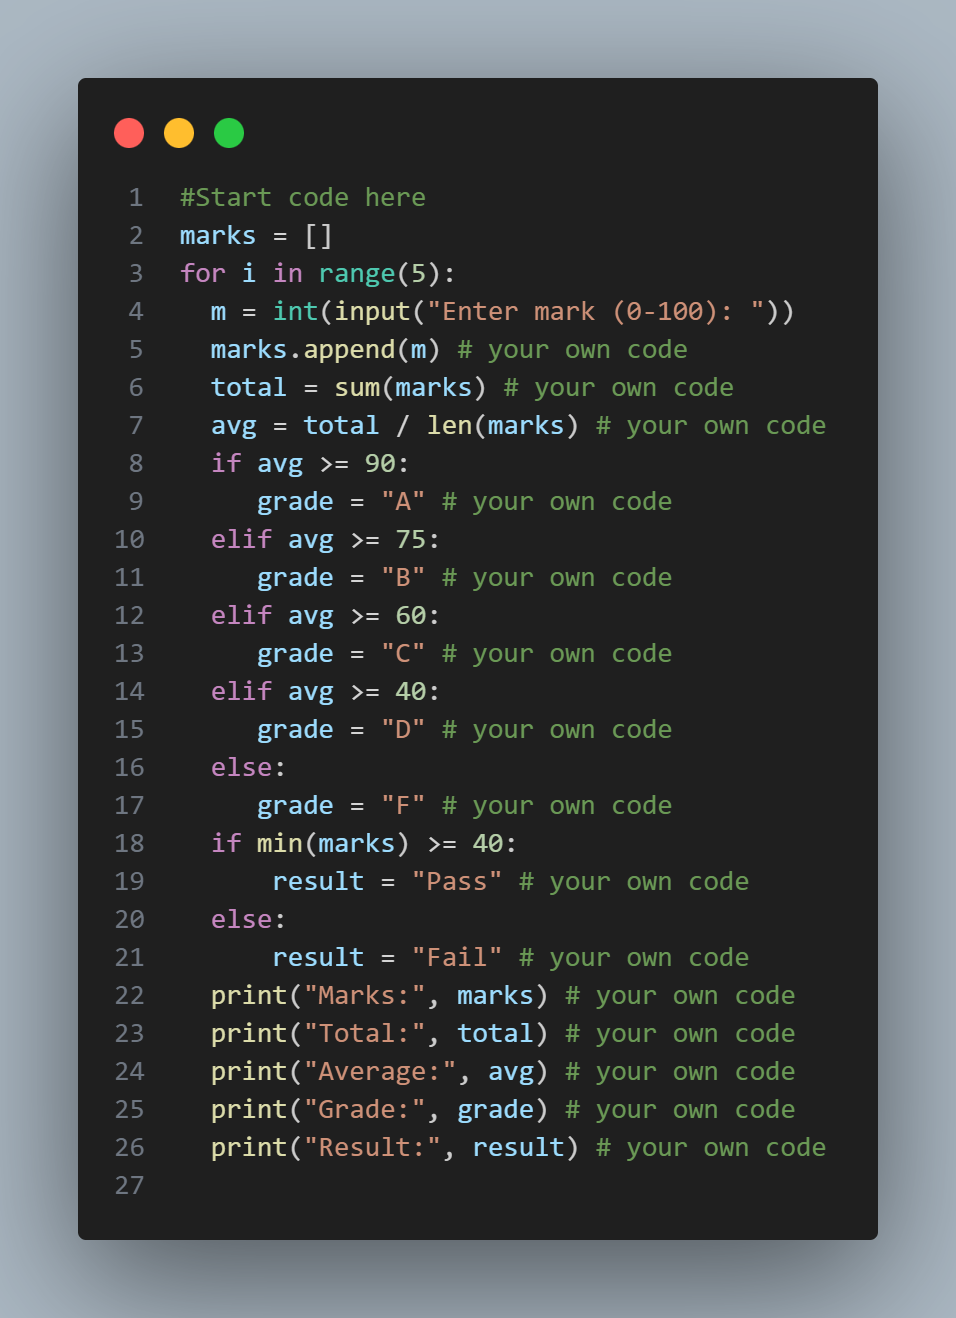 1 #Start code here
2 marks = []
3 for i in range(5):
4   m = int(input("Enter mark (0-100): "))
5   marks.append(m) # your own code
6   total = sum(marks) # your own code
7   avg = total / len(marks) # your own code
8   if avg >= 90:
9      grade = "A" # your own code
10   elif avg >= 75:
11      grade = "B" # your own code
12   elif avg >= 60:
13      grade = "C" # your own code
14   elif avg >= 40:
15      grade = "D" # your own code
16   else:
17      grade = "F" # your own code
18   if min(marks) >= 40:
19       result = "Pass" # your own code
20   else:
21       result = "Fail" # your own code
22   print("Marks:", marks) # your own code
23   print("Total:", total) # your own code
24   print("Average:", avg) # your own code
25   print("Grade:", grade) # your own code
26   print("Result:", result) # your own code
27